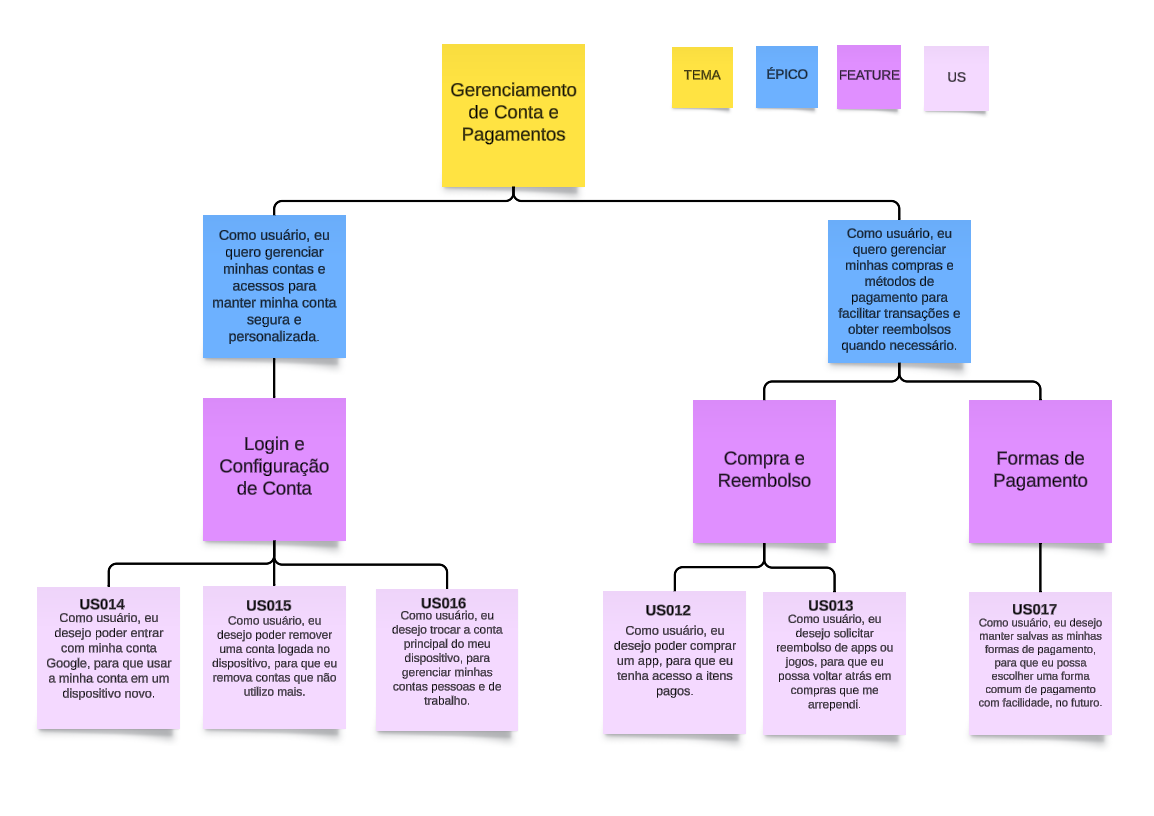 Gerenciamento
de Conta e
Pagamentos
TEMA
ÉPICO
FEATURE
US
Como usuário, eu
quero gerenciar
minhas contas e
acessos para
manter minha conta
segura e
personalizada.
Como usuário, eu
quero gerenciar
minhas compras e
métodos de
pagamento para
facilitar transações e
obter reembolsos
quando necessário.
Login e
Configuração
de Conta
Compra e
Reembolso
Formas de
Pagamento
US014
Como usuário, eu
desejo poder entrar
com minha conta
Google, para que usar
a minha conta em um
dispositivo novo.
US015
Como usuário, eu
desejo poder remover
uma conta logada no
dispositivo, para que eu
remova contas que não
utilizo mais.
US016
Como usuário, eu
desejo trocar a conta
principal do meu
dispositivo, para
gerenciar minhas
contas pessoas e de
trabalho.
US012
Como usuário, eu
desejo poder comprar
um app, para que eu
tenha acesso a itens
pagos.
US013
Como usuário, eu
desejo solicitar
reembolso de apps ou
jogos, para que eu
possa voltar atrás em
compras que me
arrependi.
US017
Como usuário, eu desejo
manter salvas as minhas
formas de pagamento,
para que eu possa
escolher uma forma
comum de pagamento
com facilidade, no futuro.